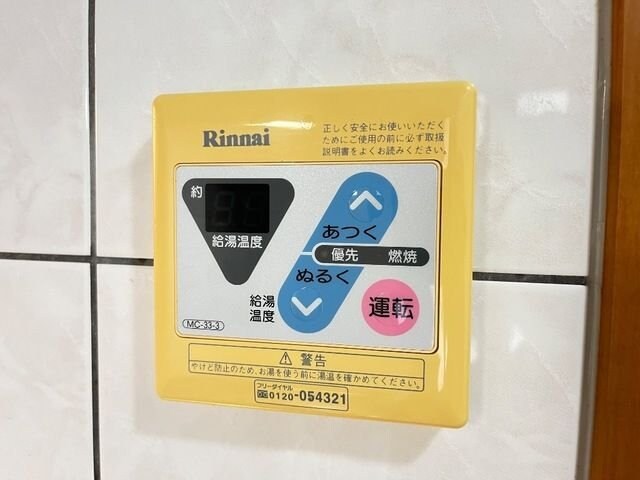 Rinnai
正しく安全にお使いいただく
ためにご使用の前に必ず取扱
説明書をよくお読みください。
約
給湯温度
あつく
優先 燃焼
ぬるく
給湯
温度
運転
MC-33-3
警告
やけど防止のため、お湯を使う前に湯温を確かめてください。
フリーダイヤル
0120-054321